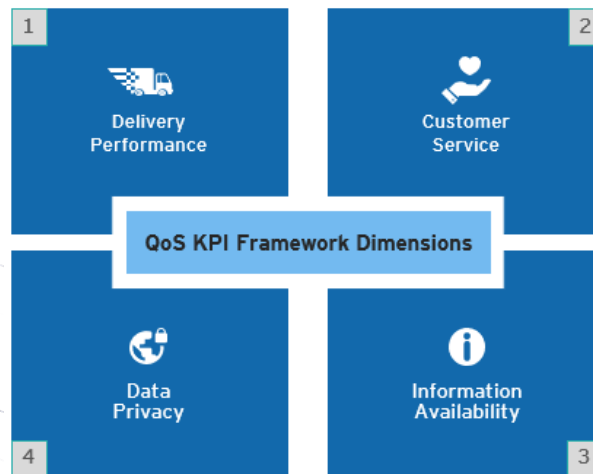 1
Delivery
Performance
2
Customer
Service
QoS KPI Framework Dimensions
Data
Privacy
4
Information
Availability
3